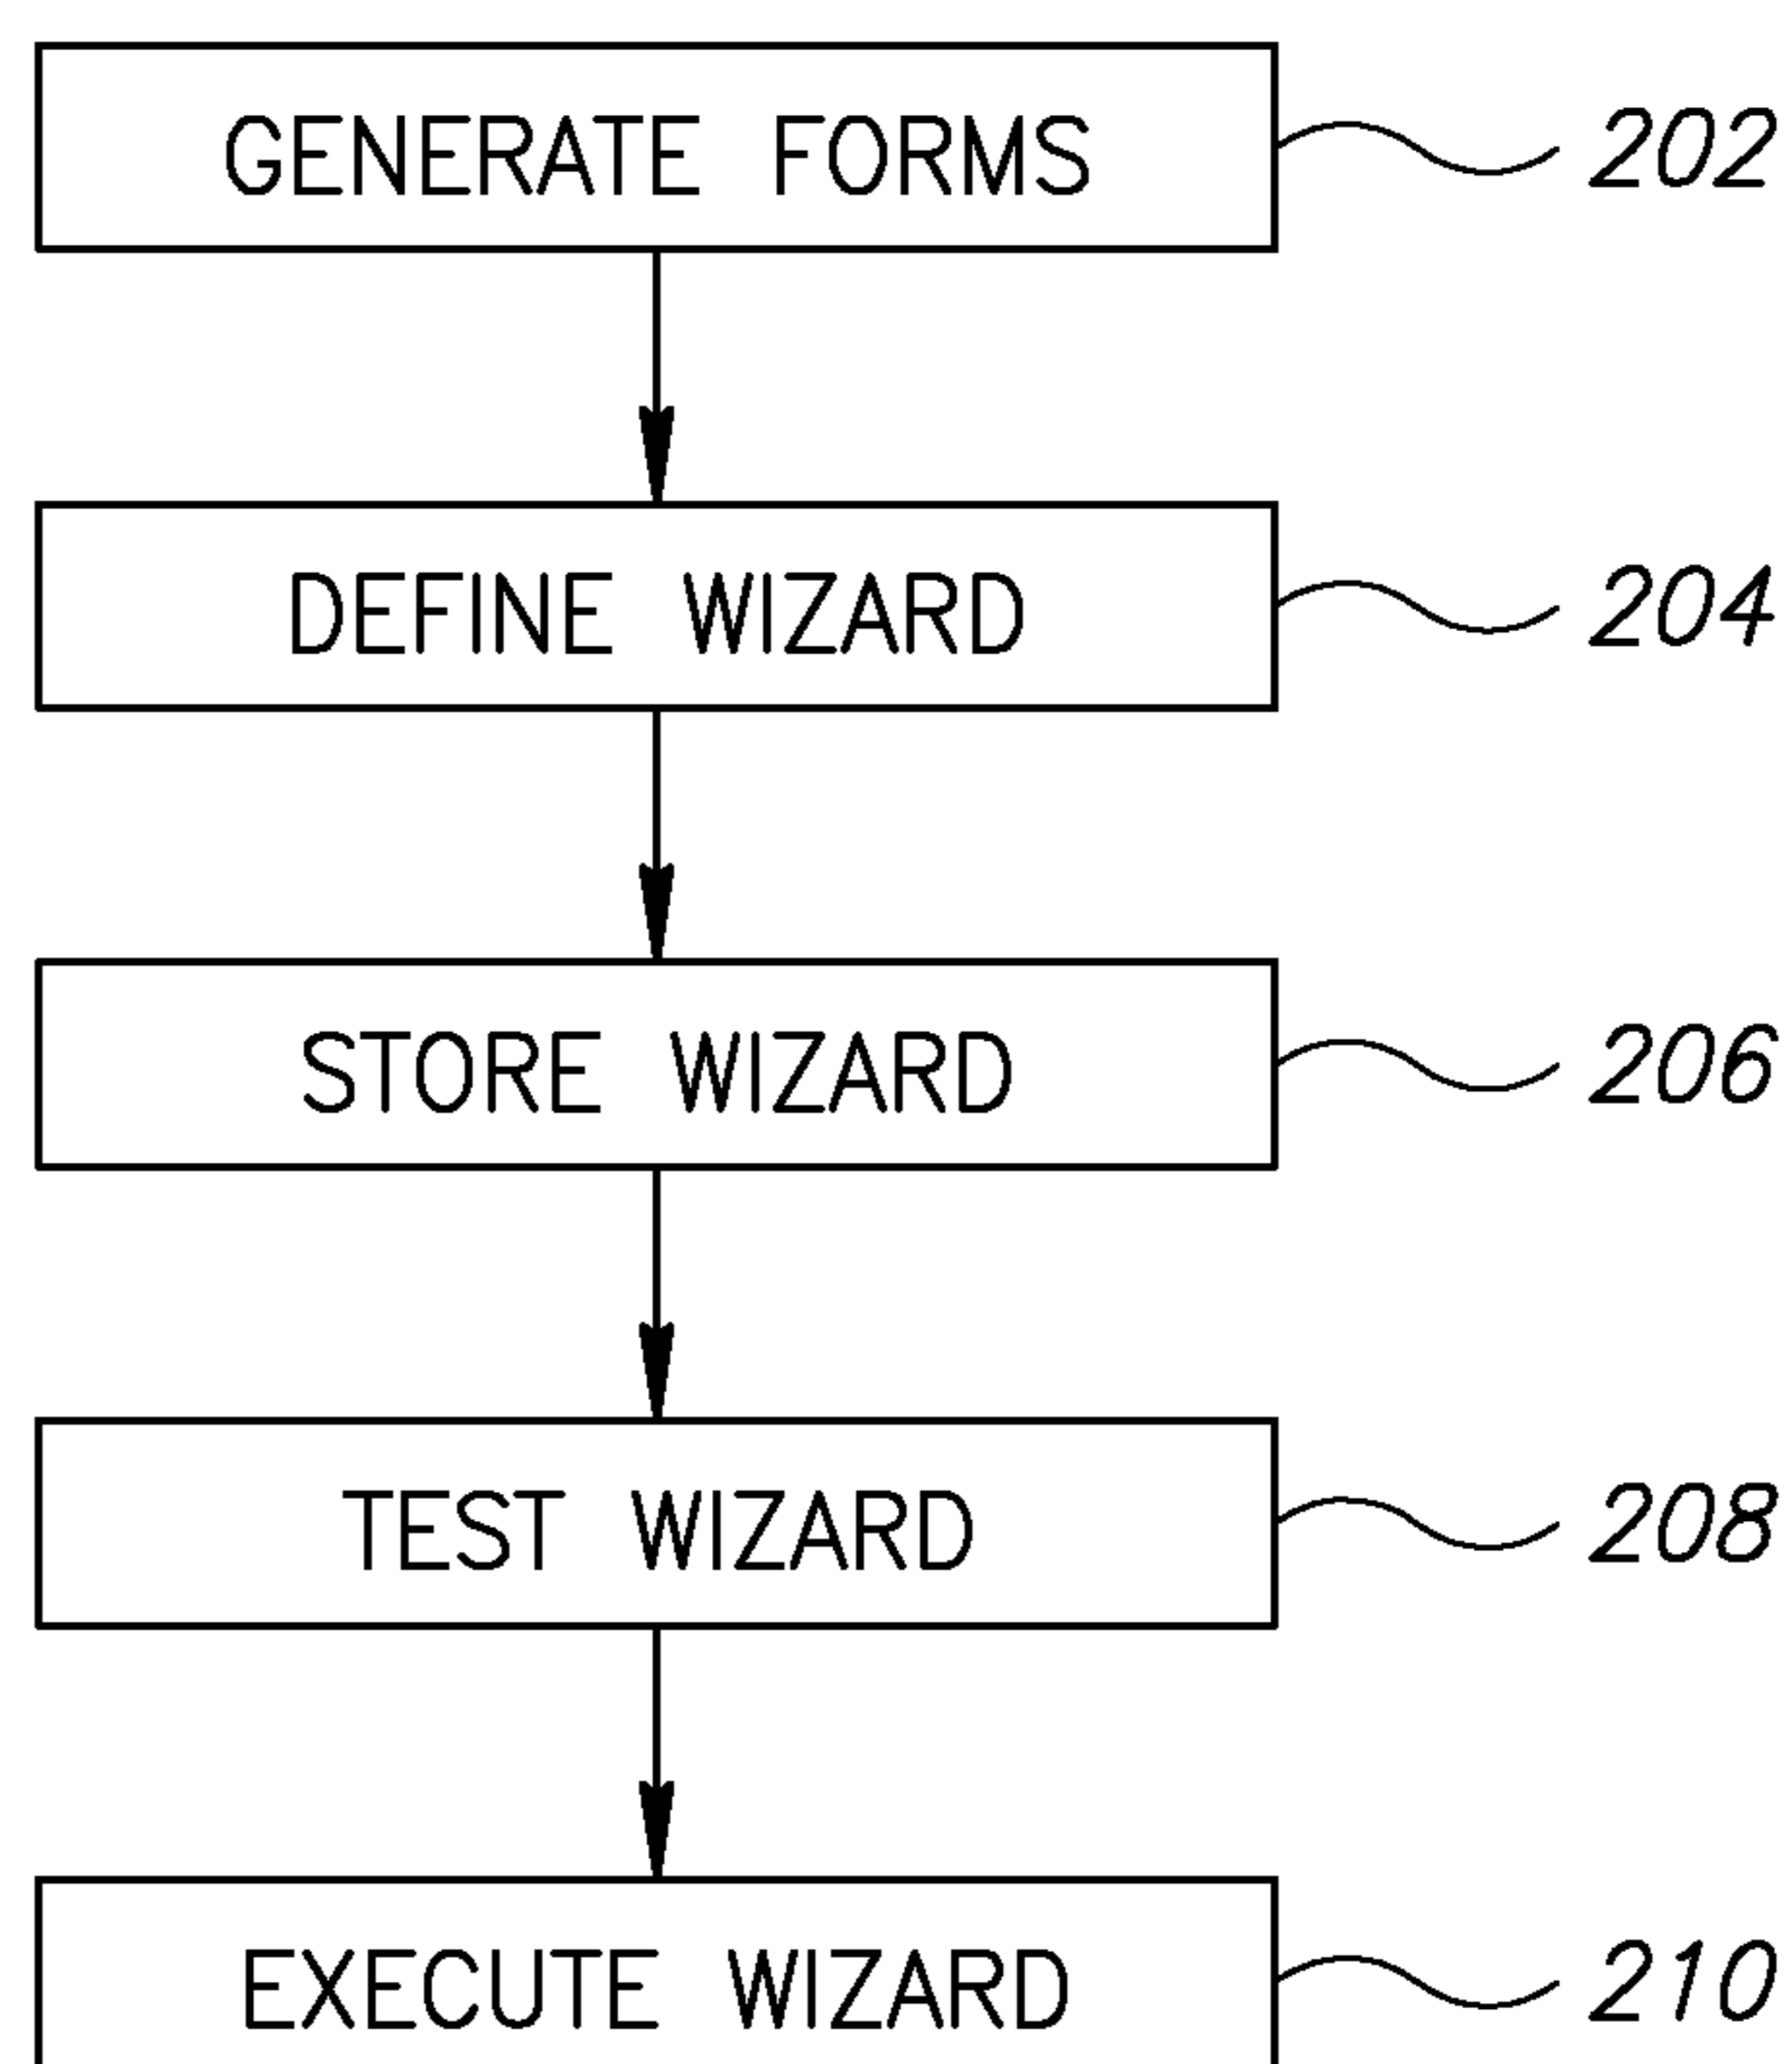 GENERATE FORMS 202
DEFINE WIZARD 204
STORE WIZARD 206
TEST WIZARD 208
EXECUTE WIZARD 210